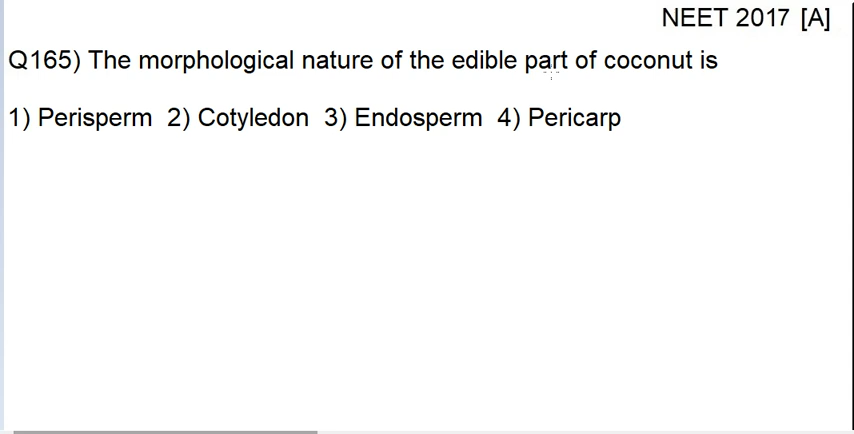 NEET 2017 [A]
Q165) The morphological nature of the edible part of coconut is
1) Perisperm 2) Cotyledon 3) Endosperm 4) Pericarp